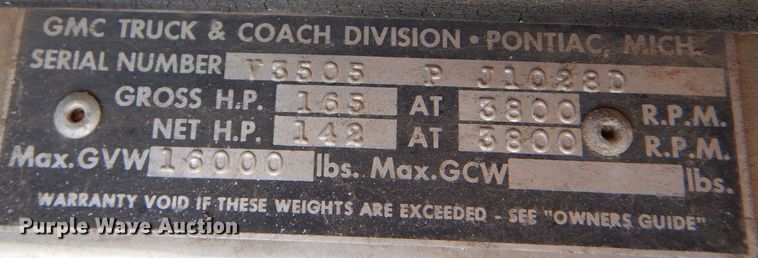 GMC TRUCK & COACH DIVISION • PONTIAC, MICH.
SERIAL NUMBER V3505 P J1028D
GROSS H.P. 165 AT 3800 R.P.M.
NET H.P. 142 AT 3800 R.P.M.
Max.GVW 16000 lbs. Max.GCW lbs.
WARRANTY VOID IF THESE WEIGHTS ARE EXCEEDED - SEE "OWNERS GUIDE"
Purple Wave Auction